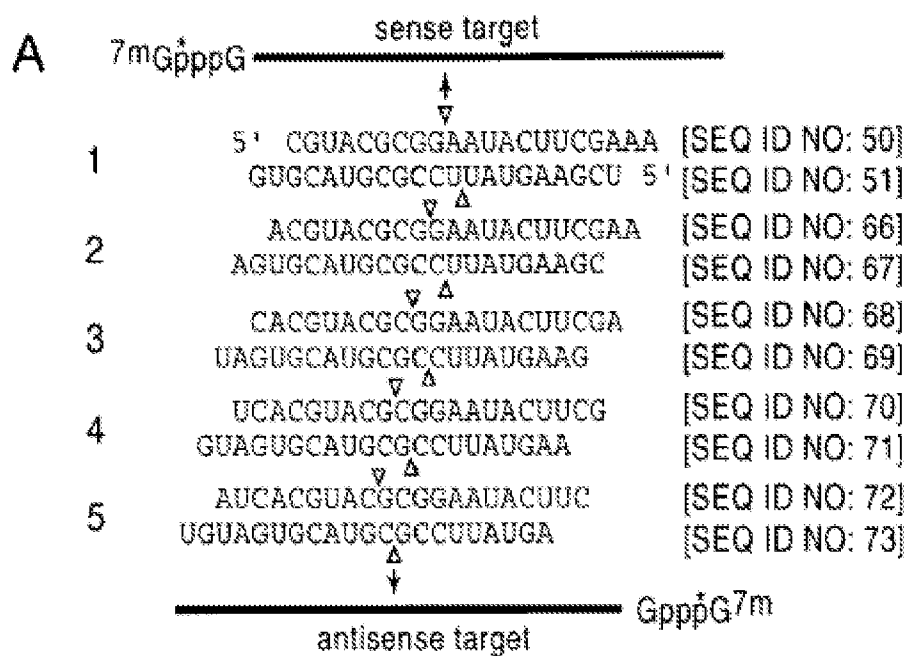 A
sense target
7mGpppG
1
5' CGUACGCGGAAUACUUCGAAA [SEQ ID NO: 50]
GUGCAUGCGCCUUAUGAAGCU 5' [SEQ ID NO: 51]
2
ACGUACGCGGAAUACUUCGAA [SEQ ID NO: 66]
AGUGCAUGCGCCUUAUGAAGC [SEQ ID NO: 67]
3
CACGUACGCGGAAUACUUCGA [SEQ ID NO: 68]
UAGUGCAUGCGCCUUAUGAAG [SEQ ID NO: 69]
4
UCACGUACGCGGAAUACUUCG [SEQ ID NO: 70]
GUAGUGCAUGCGCCUUAUGAA [SEQ ID NO: 71]
5
AUCACGUACGCGGAAUACUUC [SEQ ID NO: 72]
UGUAGUGCAUGCGCCUUAUGA [SEQ ID NO: 73]
GpppG7m
antisense target